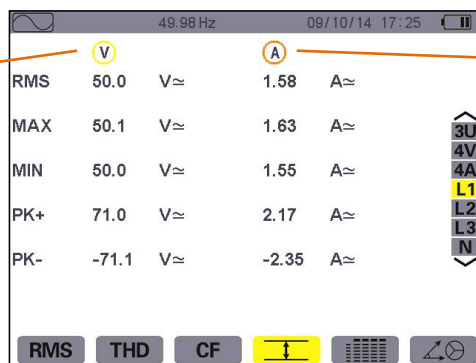 49.98 Hz 09/10/14 17:25
V A
RMS 50.0 V≃ 1.58 A≃
MAX 50.1 V≃ 1.63 A≃
MIN 50.0 V≃ 1.55 A≃
PK+ 71.0 V≃ 2.17 A≃
PK- -71.1 V≃ -2.35 A≃
3U
4V
4A
L1
L2
L3
N
RMS THD CF